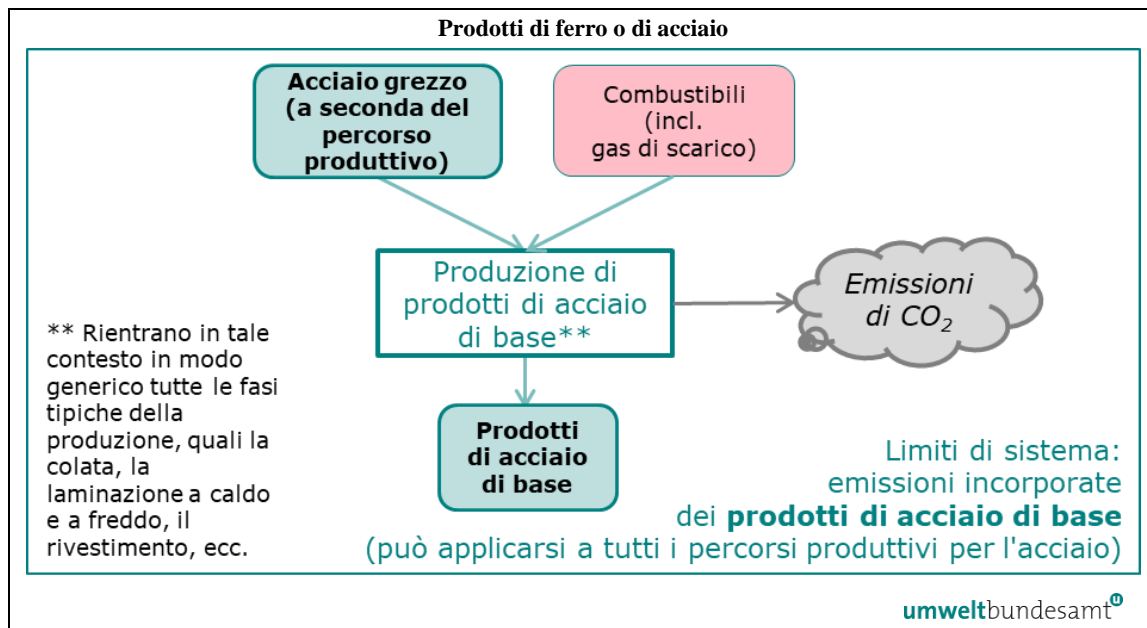 Prodotti di ferro o di acciaio
Acciaio grezzo
(a seconda del
percorso
produttivo)
Combustibili
(incl.
gas di scarico)
Produzione di
prodotti di acciaio
di base**
Emissioni
di CO₂
** Rientrano in tale
contesto in modo
generico tutte le fasi
tipiche della
produzione, quali la
colata, la
laminazione a caldo
e a freddo, il
rivestimento, ecc.
Prodotti
di acciaio
di base
Limiti di sistema:
emissioni incorporate
dei prodotti di acciaio di base
(può applicarsi a tutti i percorsi produttivi per l'acciaio)
umweltbundesamt